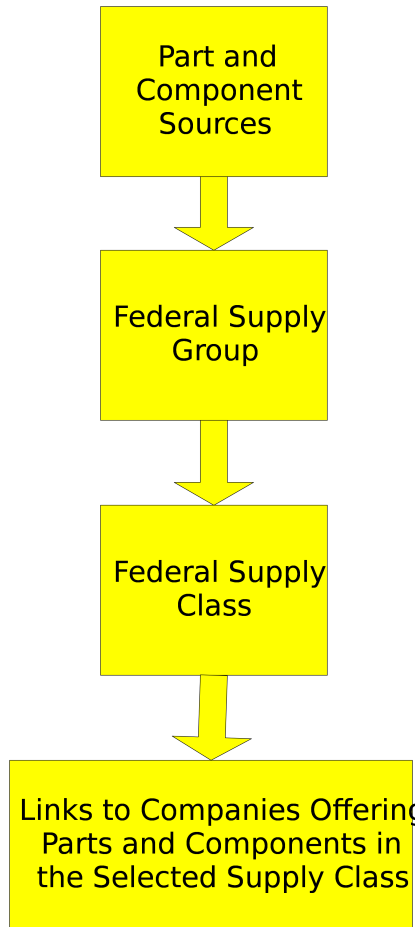 Part and
Component
Sources
Federal Supply
Group
Federal Supply
Class
Links to Companies Offering
Parts and Components in
the Selected Supply Class